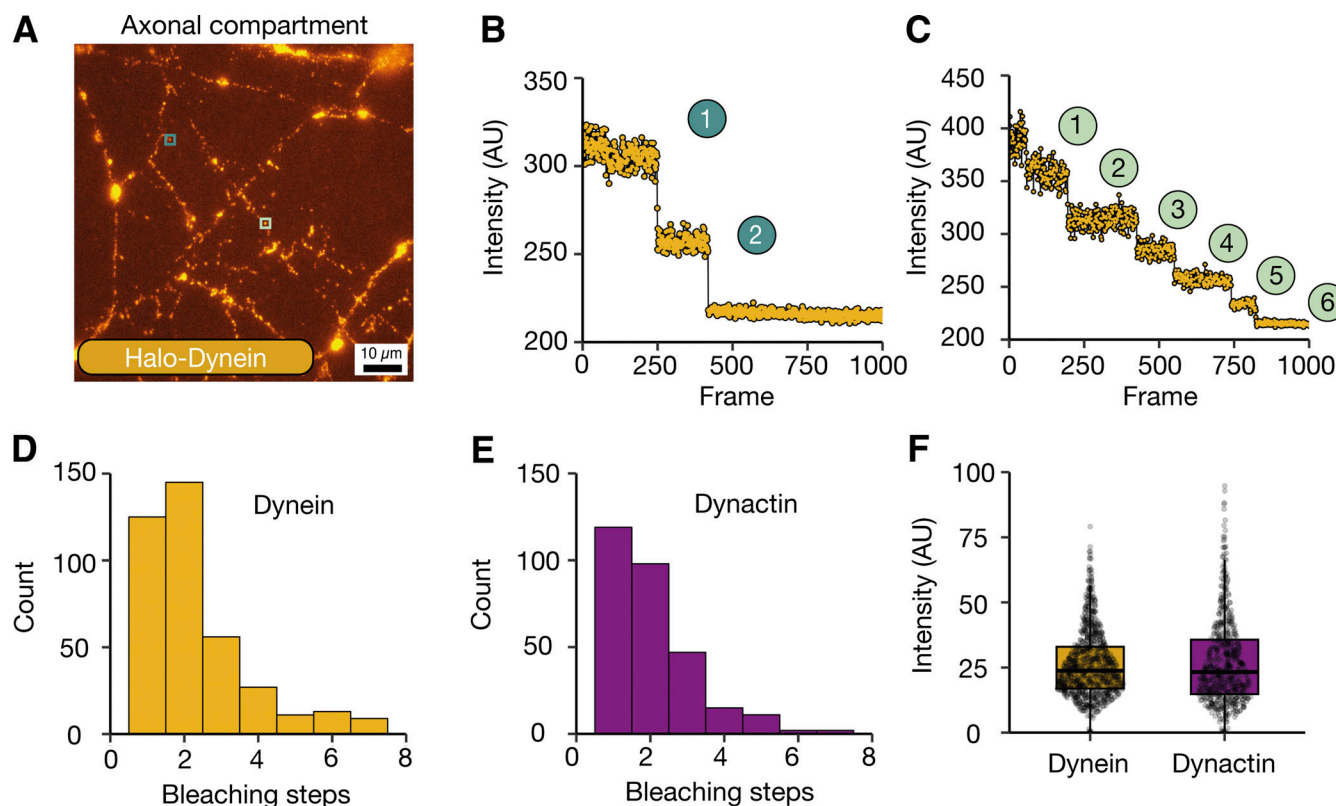 A
Axonal compartment
Halo-Dynein
10 µm
B
350
300
250
200
Intensity (AU)
0 250 500 750 1000
Frame
1
2
C
450
400
350
300
250
200
Intensity (AU)
0 250 500 750 1000
Frame
1
2
3
4
5
6
D
150
100
50
0
Count
Dynein
0 2 4 6 8
Bleaching steps
E
150
100
50
0
Count
Dynactin
0 2 4 6 8
Bleaching steps
F
100
75
50
25
0
Intensity (AU)
Dynein Dynactin